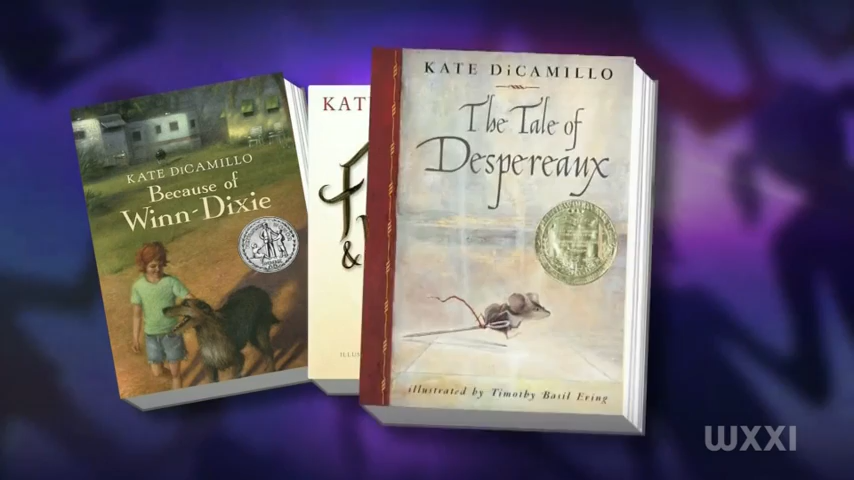 KATE DiCAMILLO
Because of
Winn-Dixie
KAT
&
KATE DiCAMILLO
The Tale of
Despereaux
illustrated by Timothy Basil Ering
WXXI